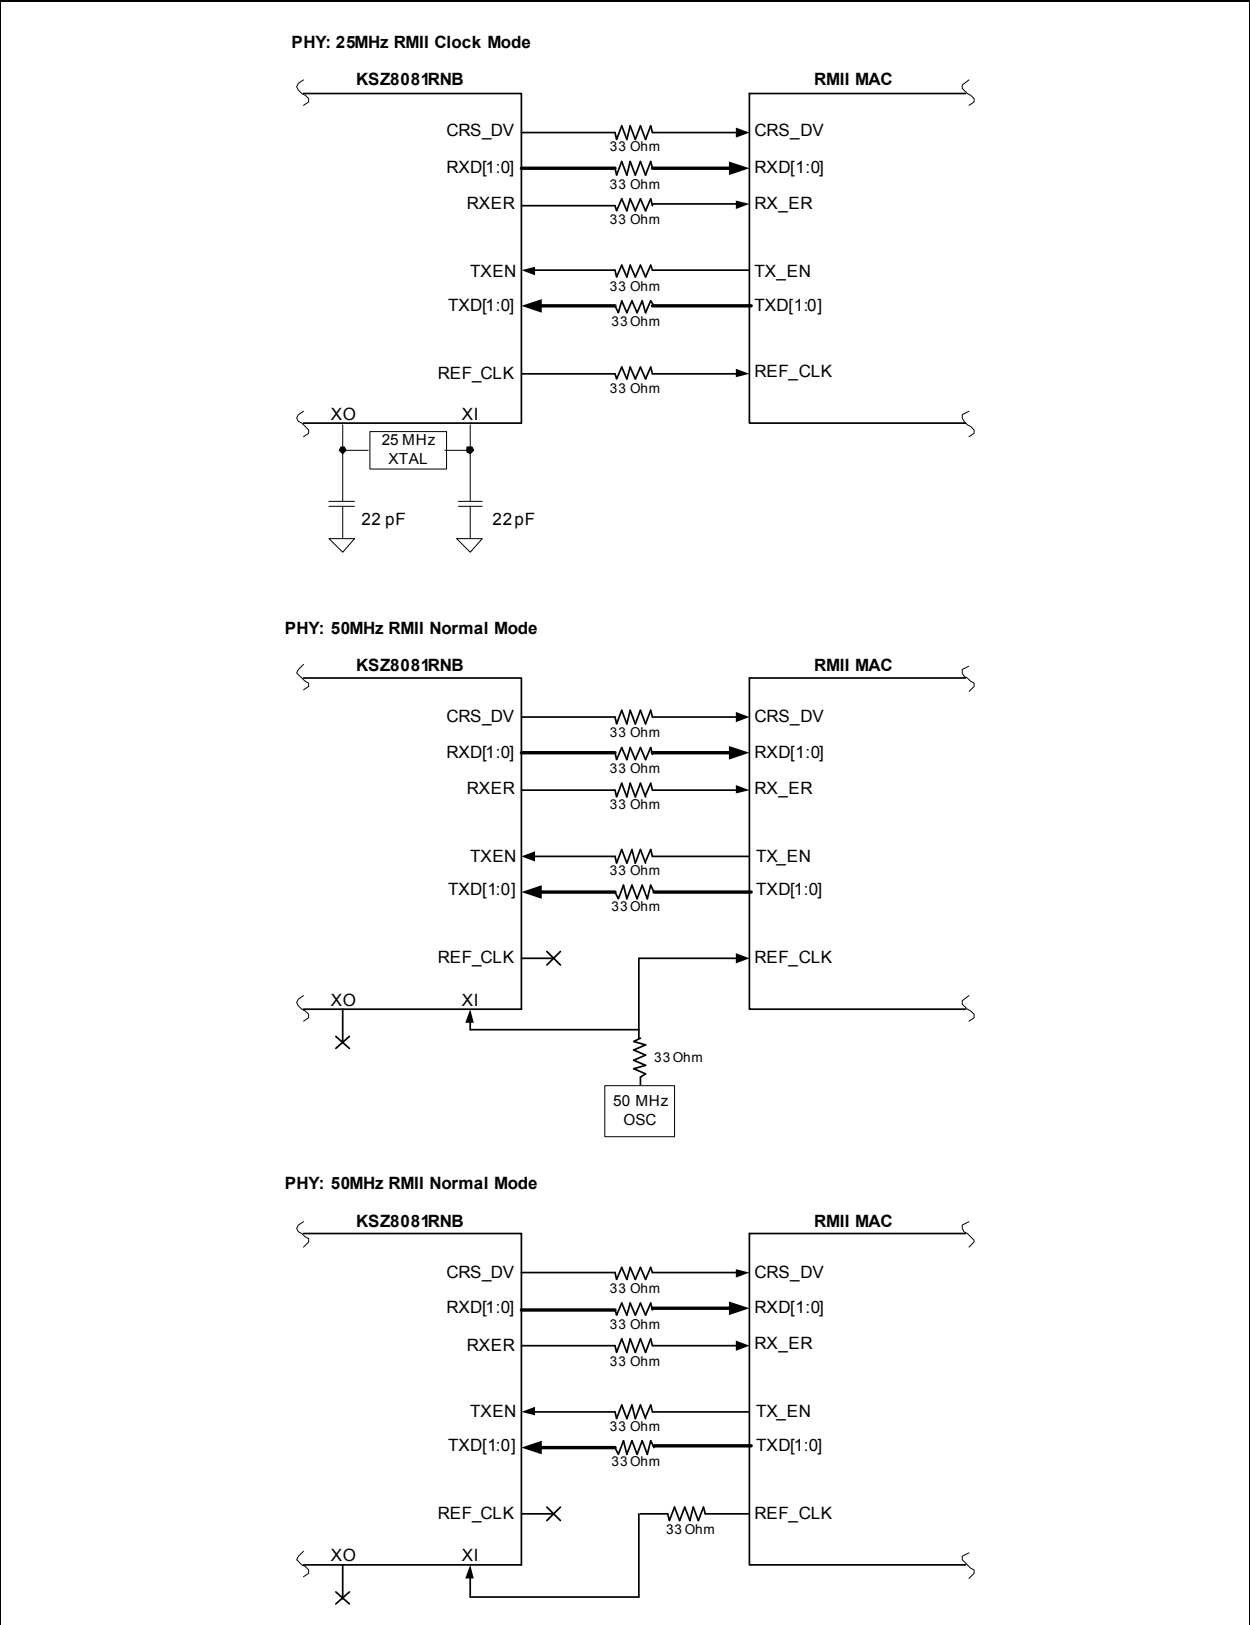 PHY: 25MHz RMII Clock Mode
KSZ8081RNB
RMII MAC
CRS_DV
33 Ohm
CRS_DV
RXD[1:0]
33 Ohm
RXD[1:0]
RXER
33 Ohm
RX_ER
TXEN
33 Ohm
TX_EN
TXD[1:0]
33 Ohm
TXD[1:0]
REF_CLK
33 Ohm
REF_CLK
XO
XI
25 MHz
XTAL
22 pF
22 pF
PHY: 50MHz RMII Normal Mode
KSZ8081RNB
RMII MAC
CRS_DV
33 Ohm
CRS_DV
RXD[1:0]
33 Ohm
RXD[1:0]
RXER
33 Ohm
RX_ER
TXEN
33 Ohm
TX_EN
TXD[1:0]
33 Ohm
TXD[1:0]
REF_CLK
REF_CLK
XO
XI
33 Ohm
50 MHz
OSC
PHY: 50MHz RMII Normal Mode
KSZ8081RNB
RMII MAC
CRS_DV
33 Ohm
CRS_DV
RXD[1:0]
33 Ohm
RXD[1:0]
RXER
33 Ohm
RX_ER
TXEN
33 Ohm
TX_EN
TXD[1:0]
33 Ohm
TXD[1:0]
REF_CLK
33 Ohm
REF_CLK
XO
XI